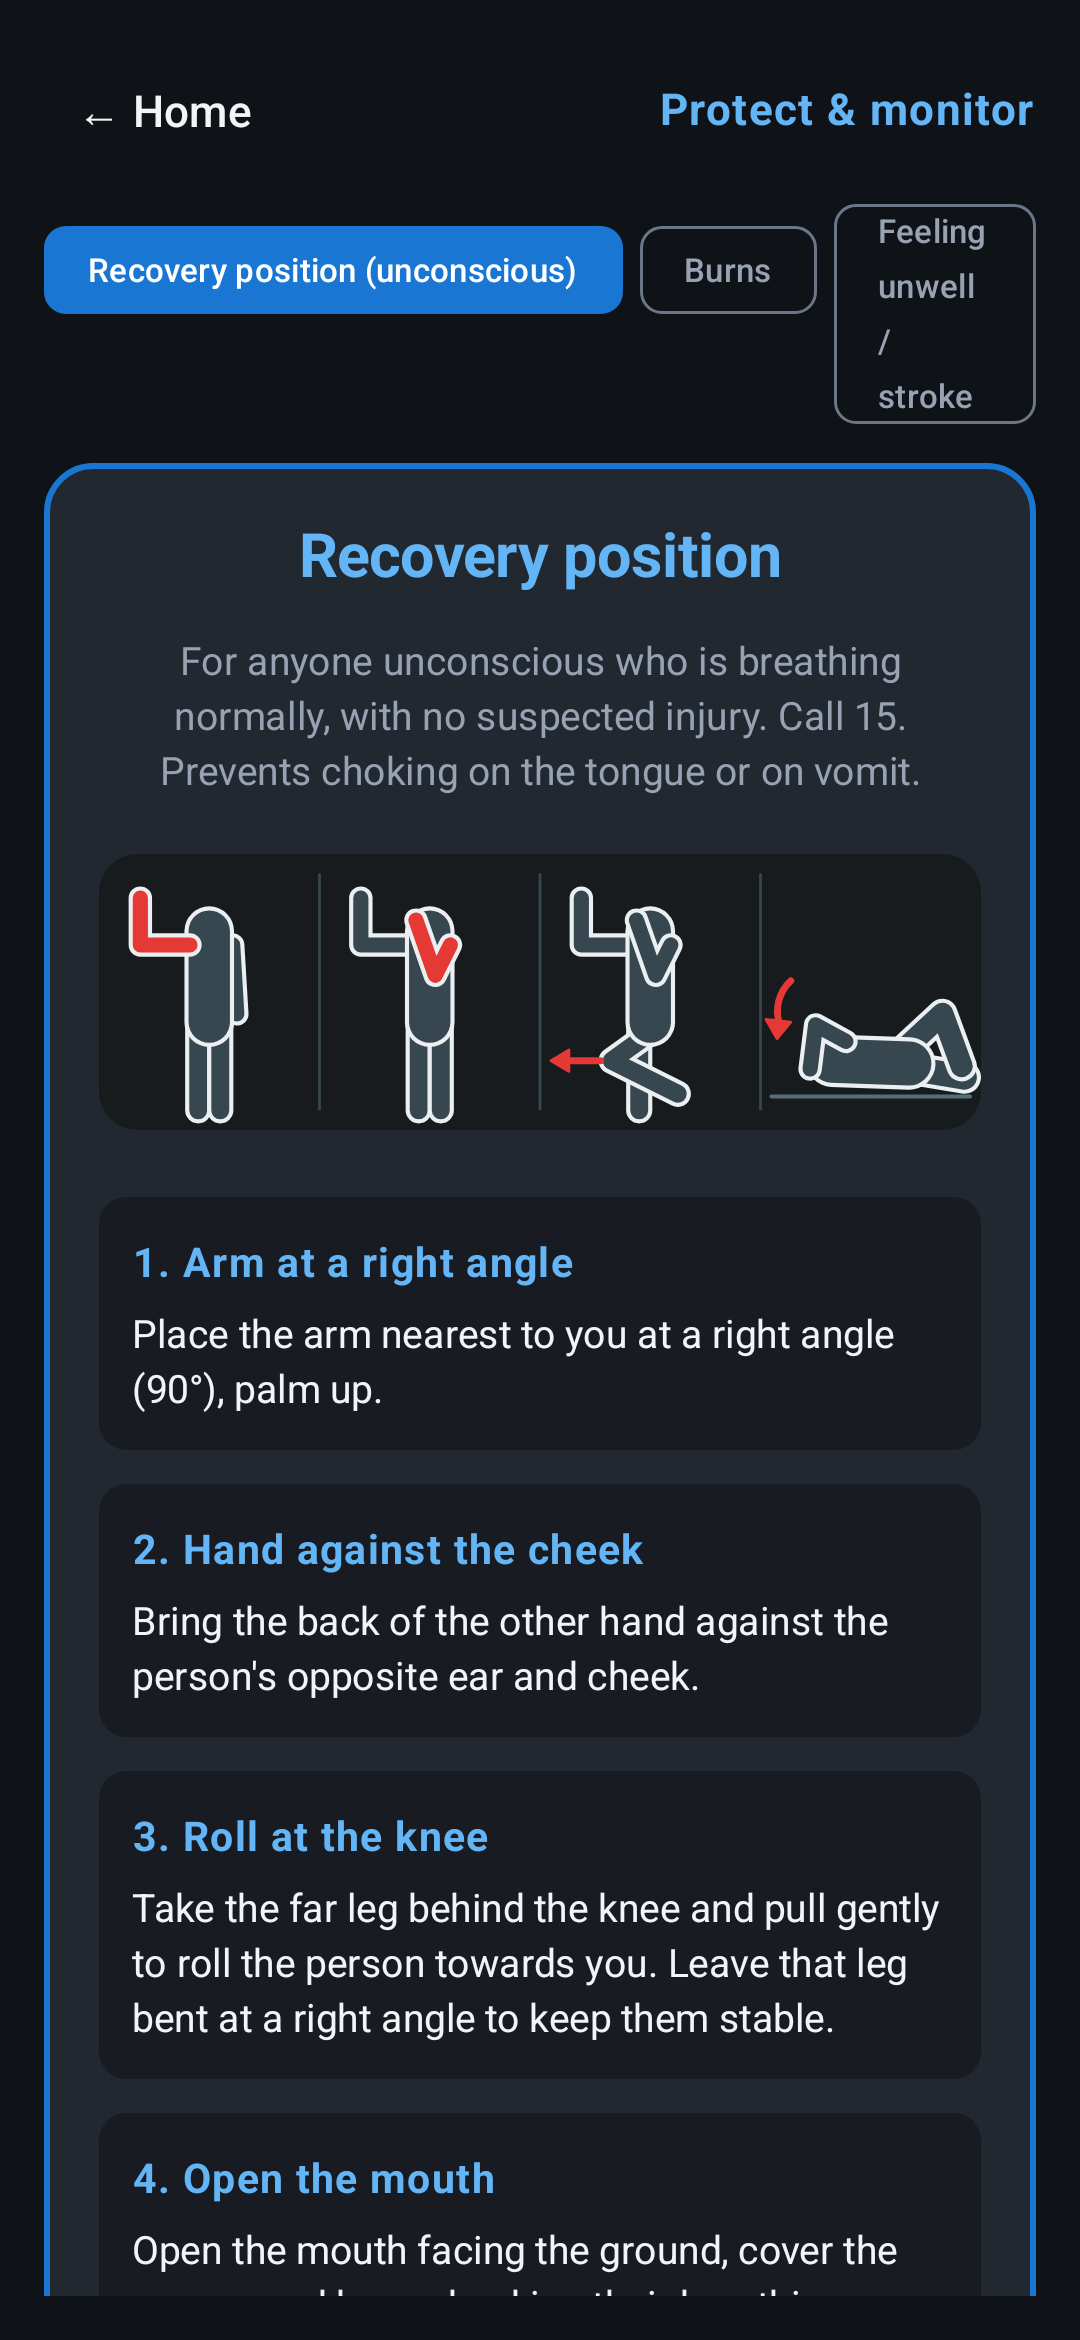 ← Home
Protect & monitor
Recovery position (unconscious)
Burns
Feeling
unwell
/
stroke
Recovery position
For anyone unconscious who is breathing
normally, with no suspected injury. Call 15.
Prevents choking on the tongue or on vomit.
1. Arm at a right angle
Place the arm nearest to you at a right angle
(90°), palm up.
2. Hand against the cheek
Bring the back of the other hand against the
person's opposite ear and cheek.
3. Roll at the knee
Take the far leg behind the knee and pull gently
to roll the person towards you. Leave that leg
bent at a right angle to keep them stable.
4. Open the mouth
Open the mouth facing the ground, cover the